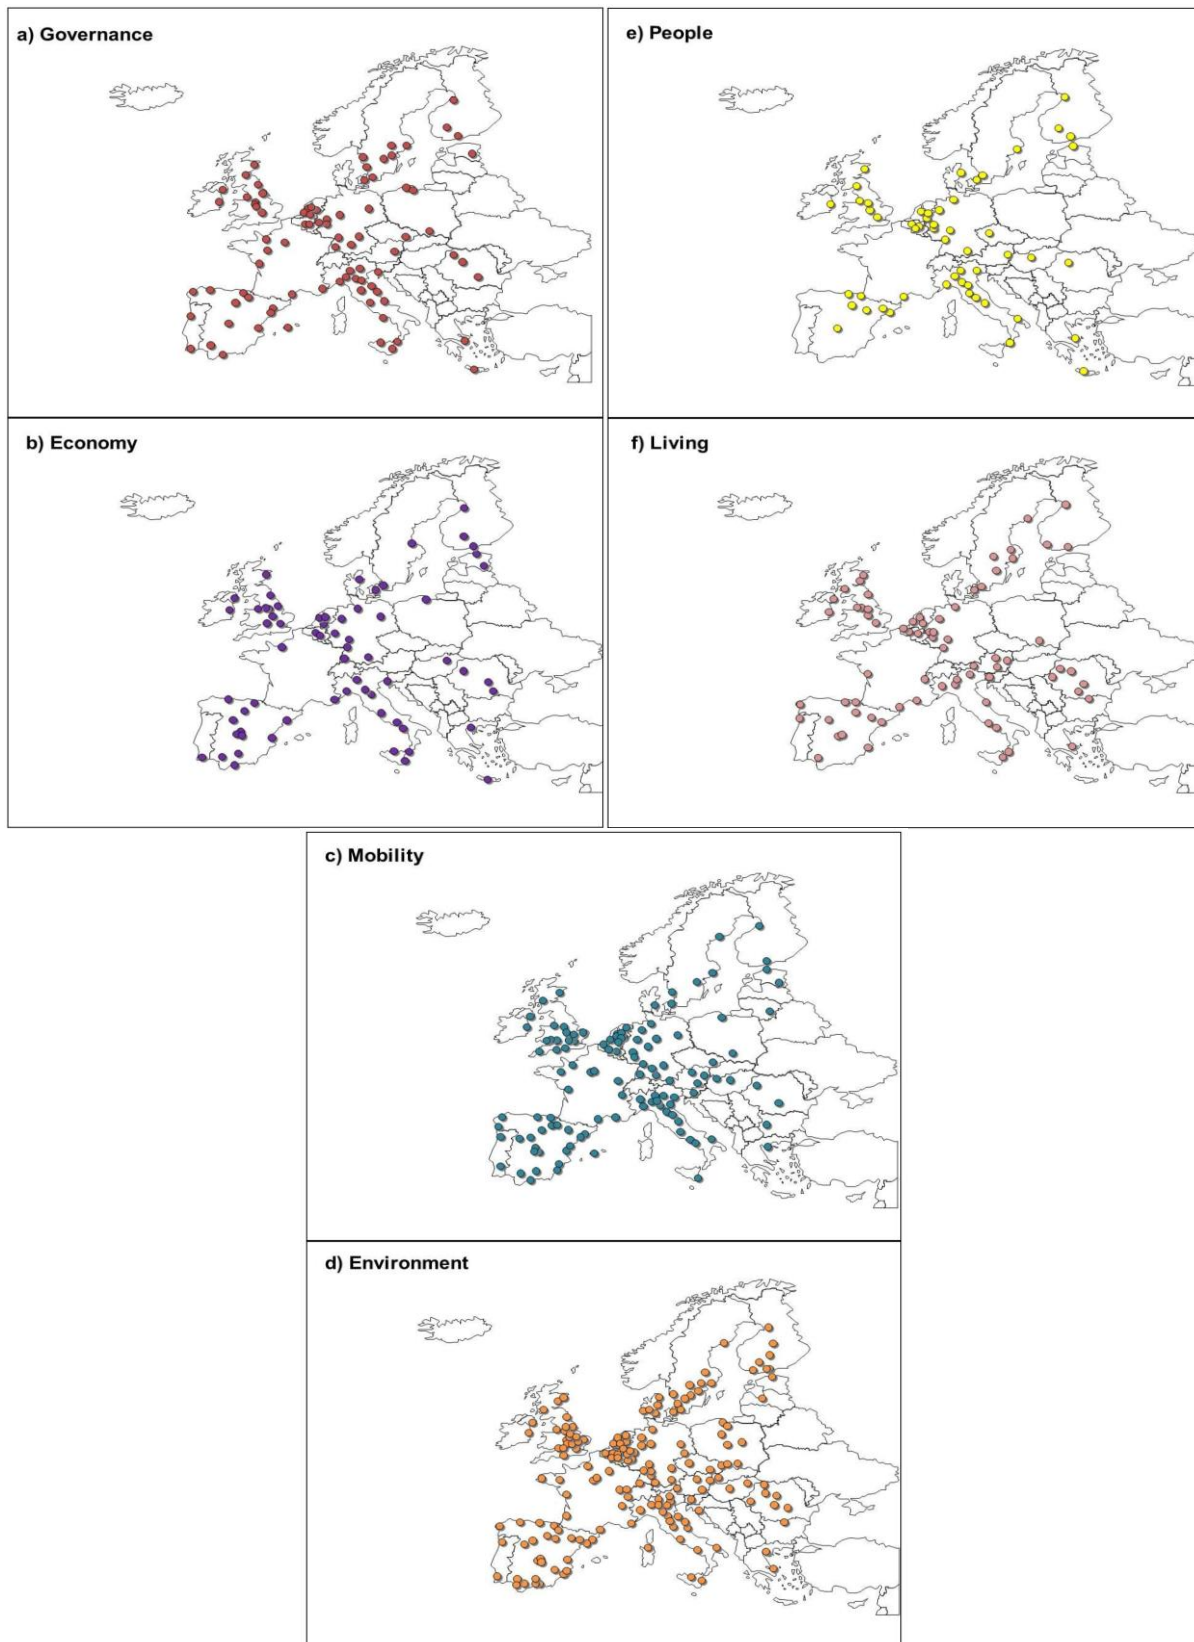 a) Governance
e) People
b) Economy
f) Living
c) Mobility
d) Environment